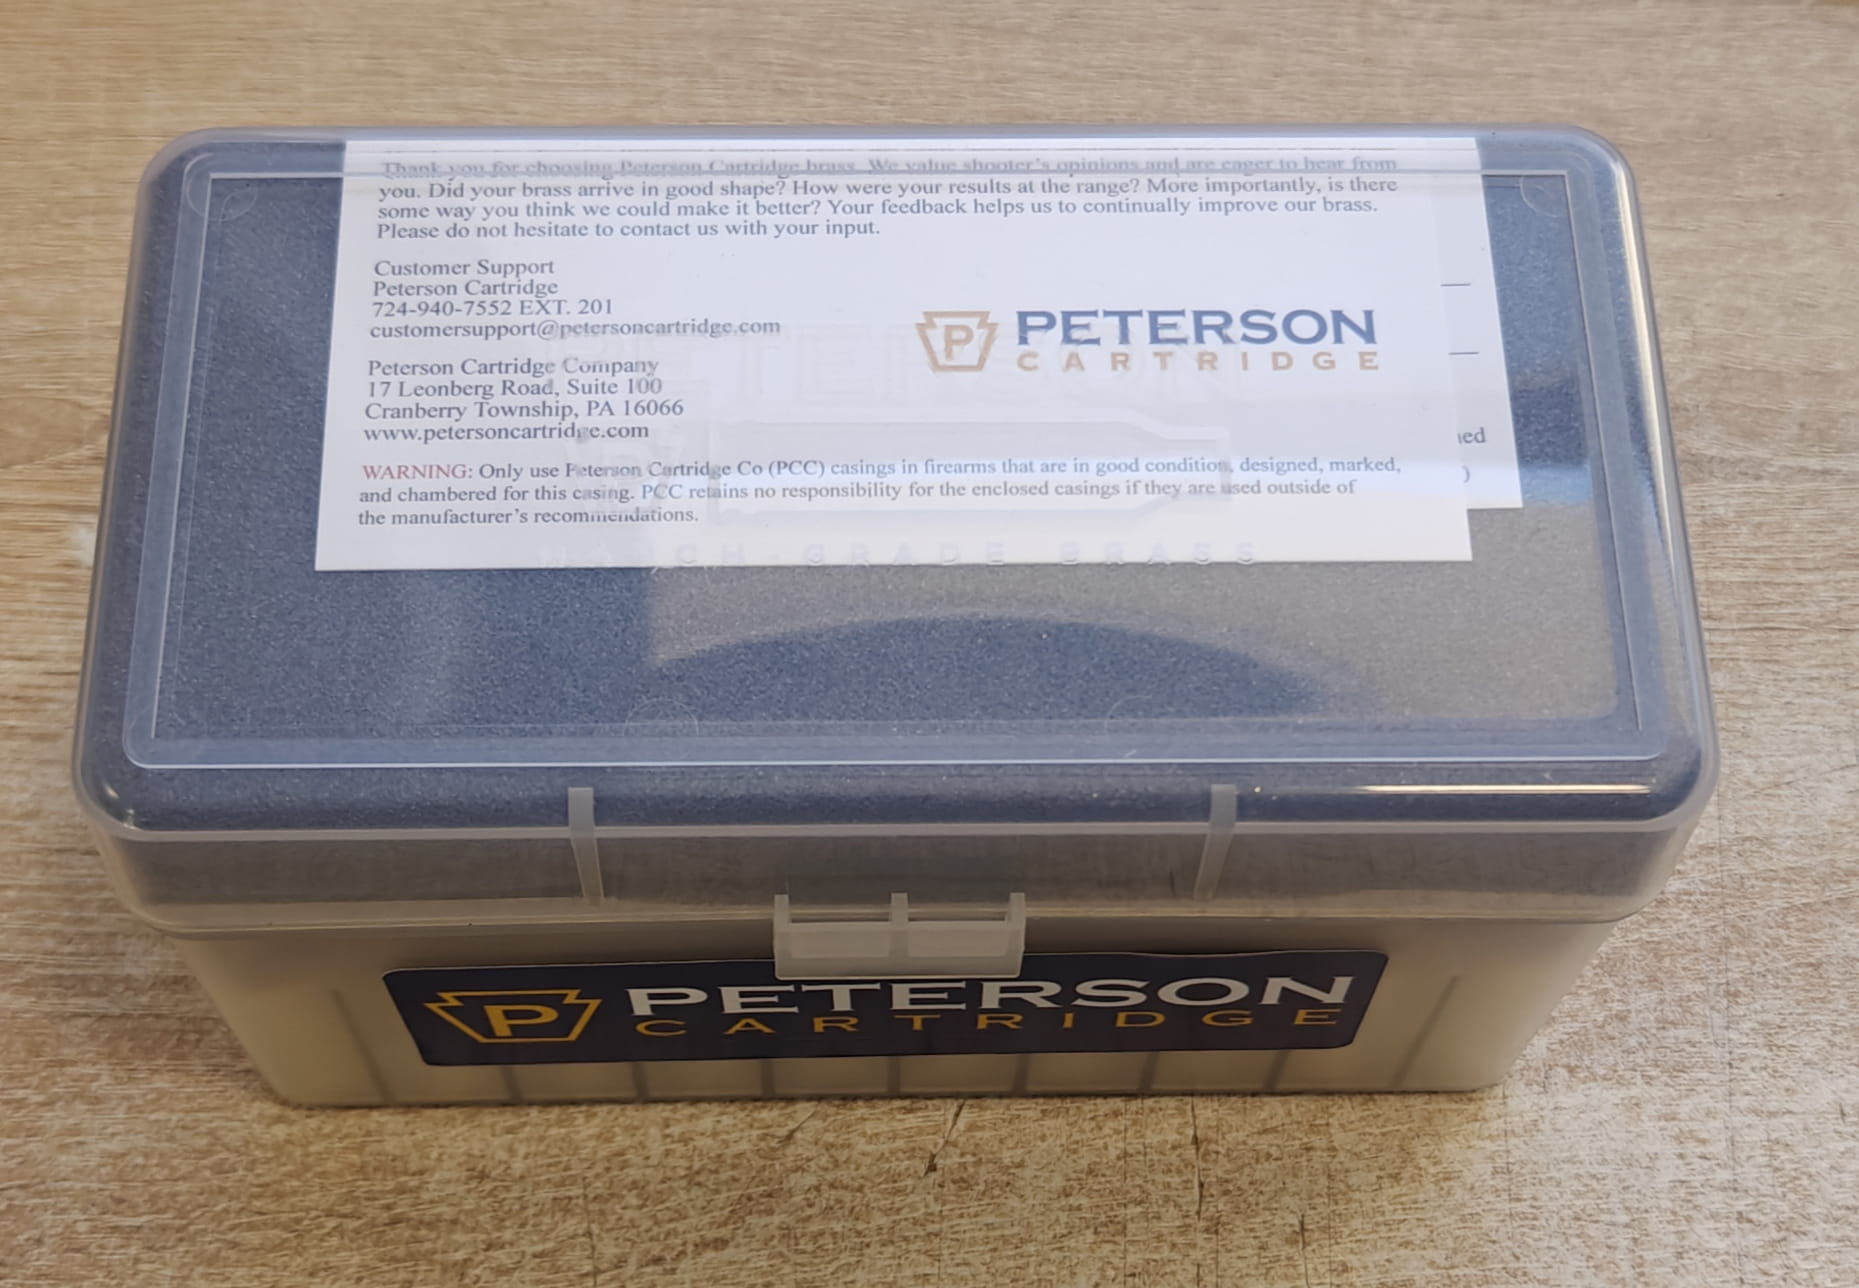 Thank you for choosing Peterson Cartridge brass. We value shooter's opinions and are eager to hear from
you. Did your brass arrive in good shape? How were your results at the range? More importantly, is there
some way you think we could make it better? Your feedback helps us to continually improve our brass.
Please do not hesitate to contact us with your input.
Customer Support
Peterson Cartridge
724-940-7552 EXT. 201
customersupport@petersoncartridge.com
P PETERSON
CARTRIDGE
Peterson Cartridge Company
17 Leonberg Road, Suite 100
Cranberry Township, PA 16066
www.petersoncartridge.com
WARNING: Only use Peterson Cartridge Co (PCC) casings in firearms that are in good condition, designed, marked,
and chambered for this casing. PCC retains no responsibility for the enclosed casings if they are used outside of
the manufacturer's recommendations.
PETERSON
MATCH-GRADE BRASS
P PETERSON
CARTRIDGE